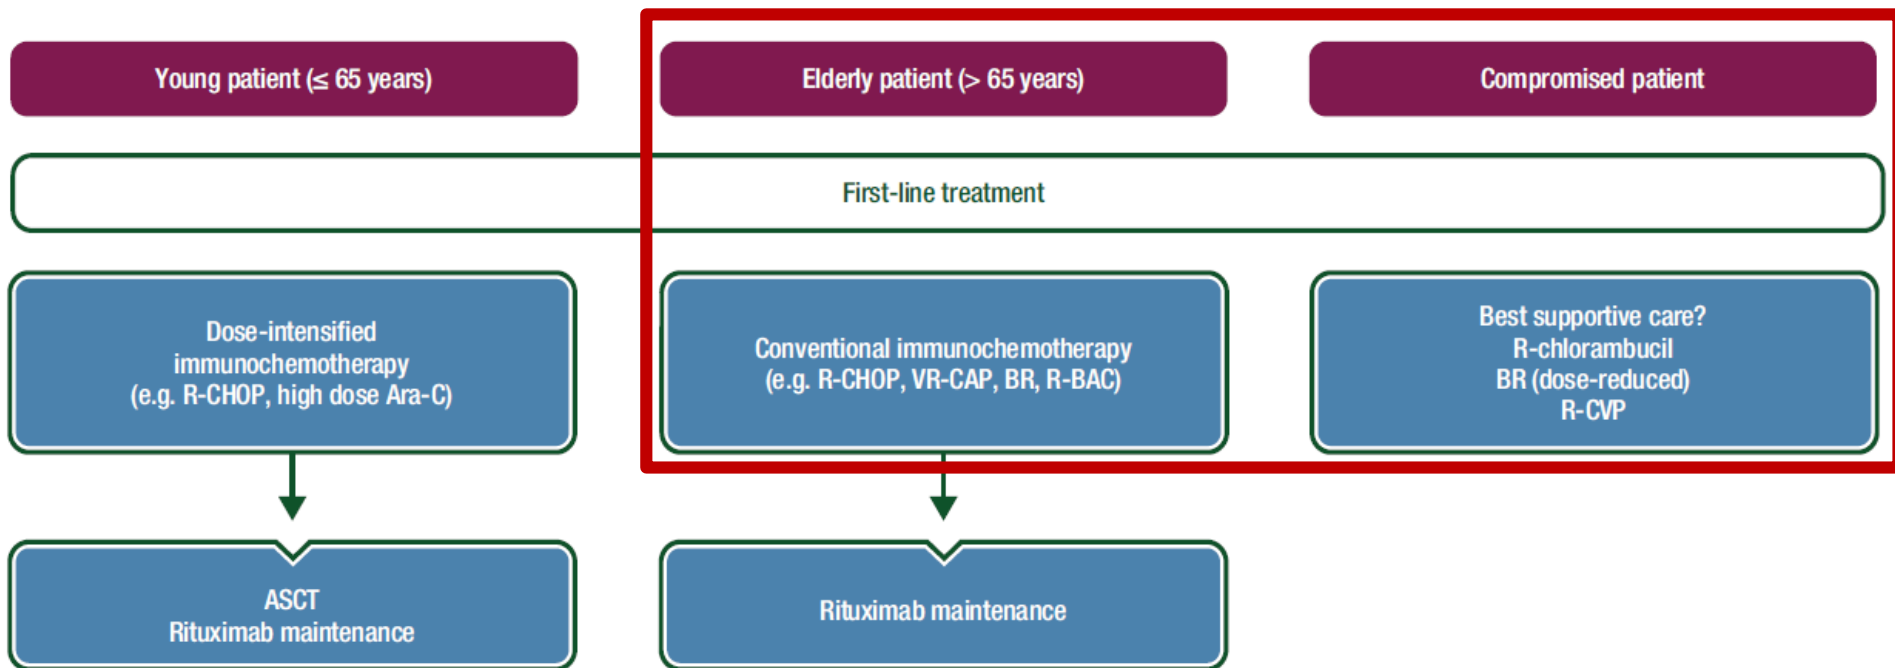 Young patient (≤ 65 years)
Elderly patient (> 65 years)
Compromised patient
First-line treatment
Dose-intensified
immunochemotherapy
(e.g. R-CHOP, high dose Ara-C)
Conventional immunochemotherapy
(e.g. R-CHOP, VR-CAP, BR, R-BAC)
Best supportive care?
R-chlorambucil
BR (dose-reduced)
R-CVP
ASCT
Rituximab maintenance
Rituximab maintenance